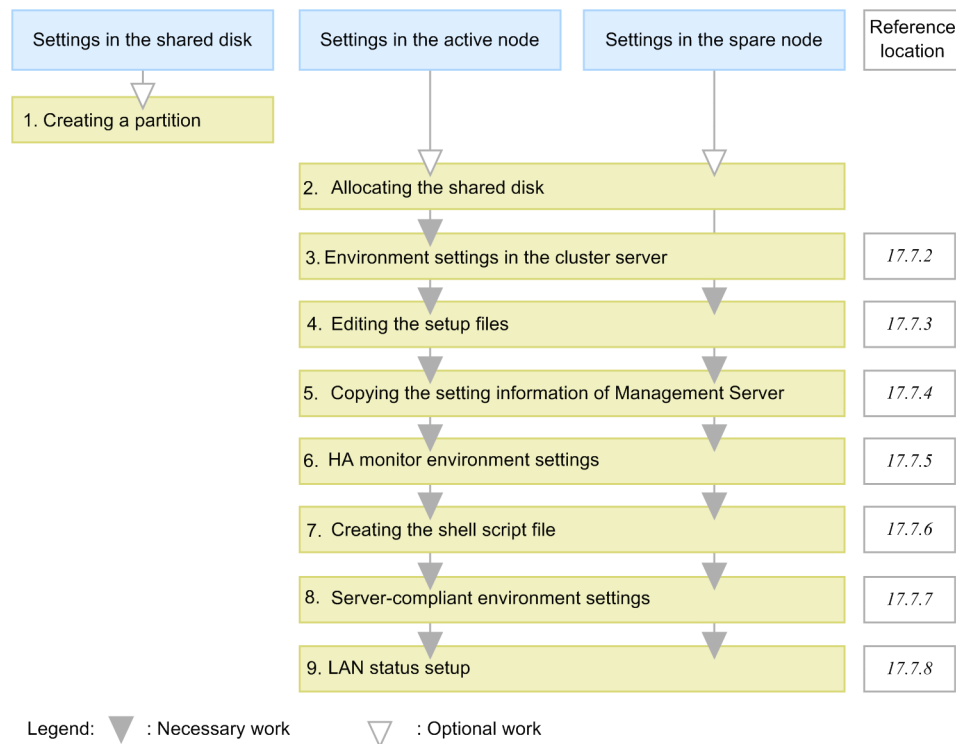 Settings in the shared disk
Settings in the active node
Settings in the spare node
Reference
location
1. Creating a partition
2. Allocating the shared disk
3. Environment settings in the cluster server
17.7.2
4. Editing the setup files
17.7.3
5. Copying the setting information of Management Server
17.7.4
6. HA monitor environment settings
17.7.5
7. Creating the shell script file
17.7.6
8. Server-compliant environment settings
17.7.7
9. LAN status setup
17.7.8
Legend: : Necessary work : Optional work